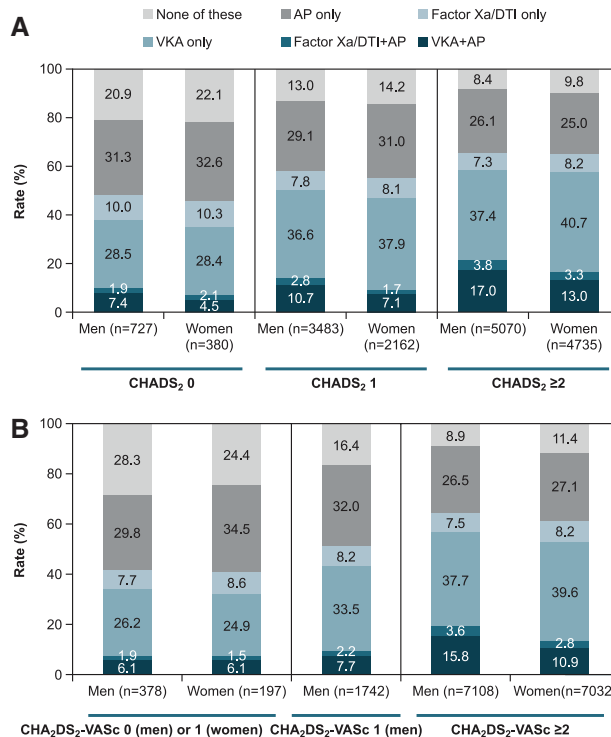 None of these AP only Factor Xa/DTI only
VKA only Factor Xa/DTI+AP VKA+AP
A
Rate (%)
100
80
60
40
20
0
20.9 22.1 13.0 14.2 8.4 9.8
31.3 32.6 29.1 31.0 26.1 25.0
10.0 10.3 7.8 8.1 7.3 8.2
28.5 28.4 36.6 37.9 37.4 40.7
1.9 2.1 2.8 1.7 3.8 3.3
7.4 4.5 10.7 7.1 17.0 13.0
Men (n=727) Women Men (n=3483) Women Men (n=5070) Women
(n=380) (n=2162) (n=4735)
CHADS₂ 0 CHADS₂ 1 CHADS₂ ≥2
B
Rate (%)
100
80
60
40
20
0
28.3 24.4 16.4 8.9 11.4
29.8 34.5 32.0 26.5 27.1
7.7 8.6 8.2 7.5 8.2
26.2 24.9 33.5 37.7 39.6
1.9 1.5 2.2 3.6 2.8
6.1 6.1 7.7 15.8 10.9
Men (n=378) Women (n=197) Men (n=1742) Men (n=7108) Women(n=7032)
CHA₂DS₂-VASc 0 (men) or 1 (women) CHA₂DS₂-VASc 1 (men) CHA₂DS₂-VASc ≥2